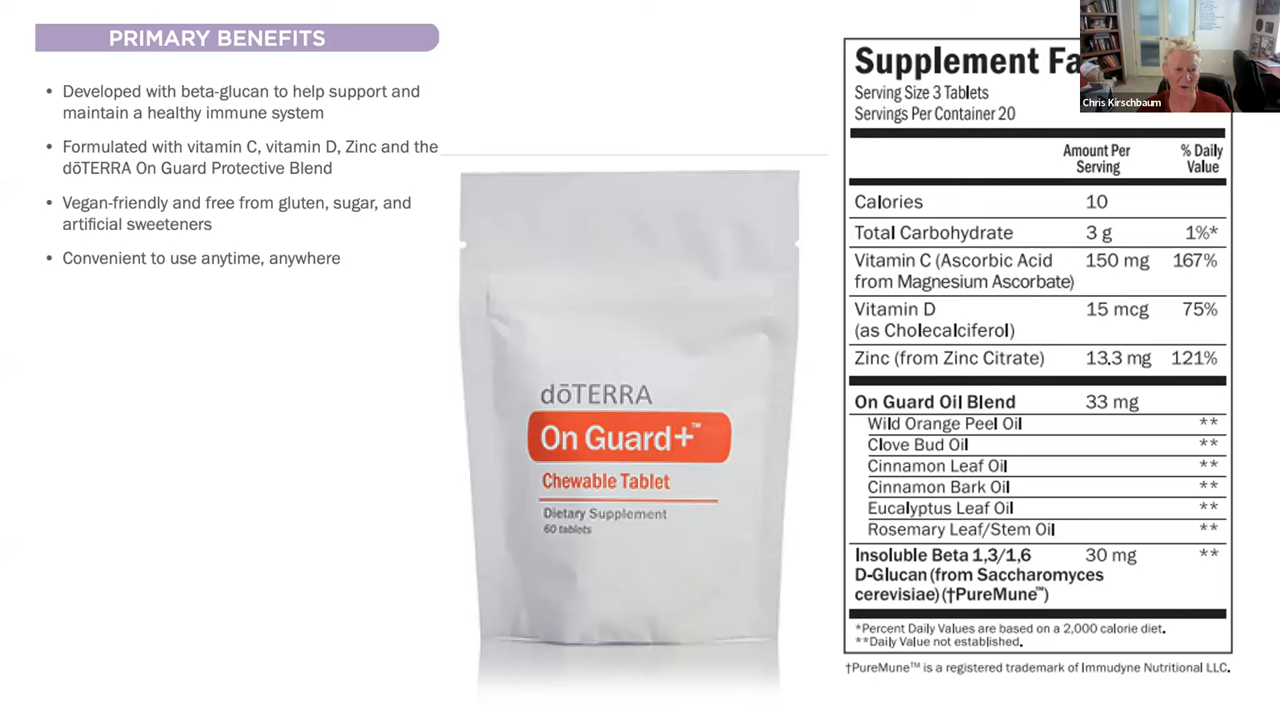 PRIMARY BENEFITS
• Developed with beta-glucan to help support and
maintain a healthy immune system
• Formulated with vitamin C, vitamin D, Zinc and the
dōTERRA On Guard Protective Blend
• Vegan-friendly and free from gluten, sugar, and
artificial sweeteners
• Convenient to use anytime, anywhere
dōTERRA
On Guard+™
Chewable Tablet
Dietary Supplement
60 tablets
Supplement Fa
Serving Size 3 Tablets
Servings Per Container 20
Amount Per
Serving
% Daily
Value
Calories 10
Total Carbohydrate 3 g 1%*
Vitamin C (Ascorbic Acid 150 mg 167%
from Magnesium Ascorbate)
Vitamin D 15 mcg 75%
(as Cholecalciferol)
Zinc (from Zinc Citrate) 13.3 mg 121%
On Guard Oil Blend 33 mg
Wild Orange Peel Oil **
Clove Bud Oil **
Cinnamon Leaf Oil **
Cinnamon Bark Oil **
Eucalyptus Leaf Oil **
Rosemary Leaf/Stem Oil **
Insoluble Beta 1,3/1,6 30 mg **
D-Glucan (from Saccharomyces
cerevisiae) (†PureMune™)
*Percent Daily Values are based on a 2,000 calorie diet.
**Daily Value not established.
†PureMune™ is a registered trademark of Immudyne Nutritional LLC.
Chris Kirschbaum